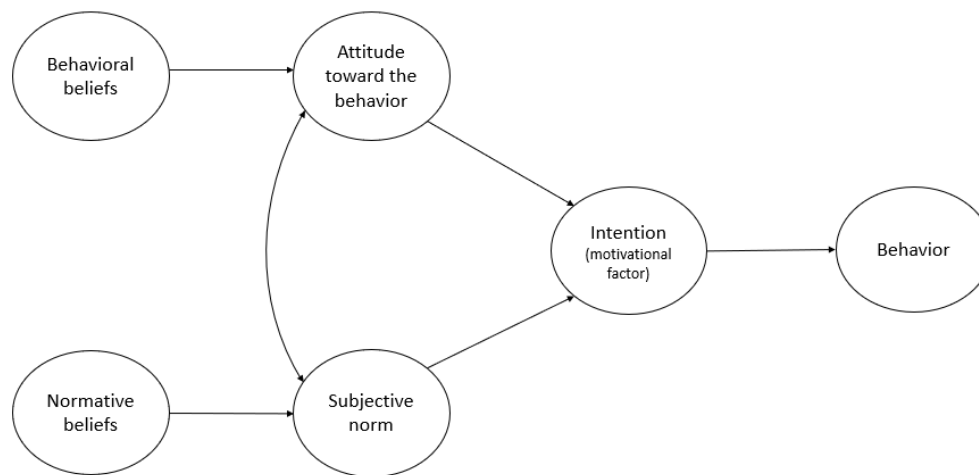 Behavioral
beliefs
Attitude
toward the
behavior
Intention
(motivational
factor)
Behavior
Normative
beliefs
Subjective
norm